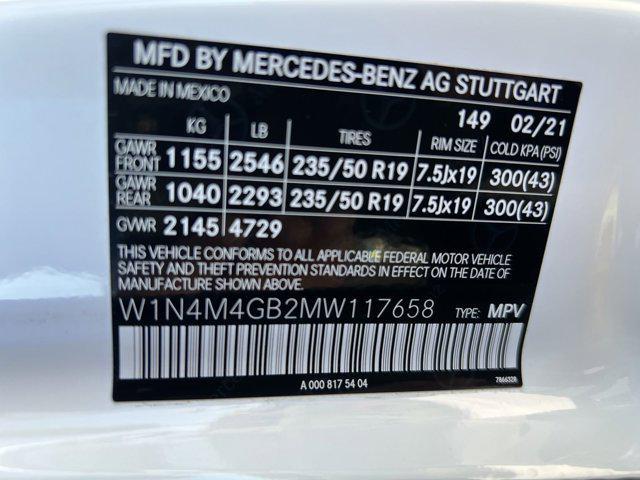 MFD BY MERCEDES-BENZ AG STUTTGART
MADE IN MEXICO
149 02/21
KG LB TIRES RIM SIZE COLD KPA(PSI)
GAWR FRONT 1155 2546 235/50 R19 7.5Jx19 300(43)
GAWR REAR 1040 2293 235/50 R19 7.5Jx19 300(43)
GVWR 2145 4729
THIS VEHICLE CONFORMS TO ALL APPLICABLE FEDERAL MOTOR VEHICLE
SAFETY AND THEFT STANDARDS IN EFFECT ON THE DATE OF
MANUFACTURE SHOWN ABOVE.
W1N4M4GB2MW117658 TYPE: MPV
A 000 817 54 04
7866328